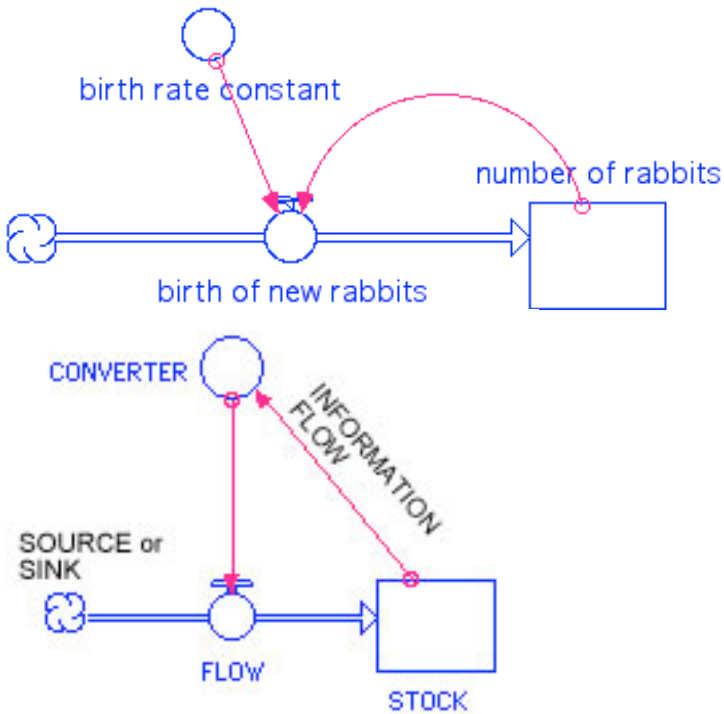 birth rate constant
number of rabbits
birth of new rabbits
CONVERTER
INFORMATION
FLOW
SOURCE or
SINK
FLOW
STOCK